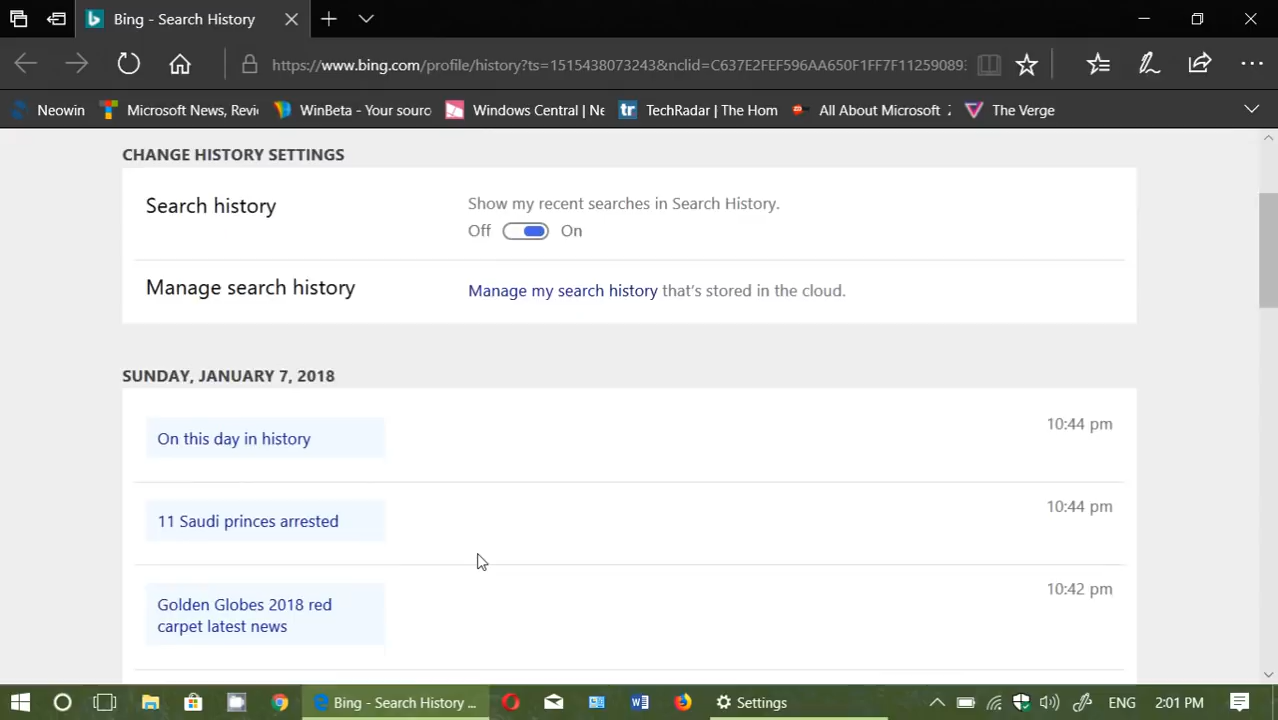 Bing - Search History
https://www.bing.com/profile/history?ts=1515438073243&nclid=C637E2FEF596AA650F1FF7F11259089
Neowin
Microsoft News, Revi
WinBeta - Your sourc
Windows Central | Ne
tr TechRadar | The Hom
All About Microsoft
The Verge
CHANGE HISTORY SETTINGS
Search history
Show my recent searches in Search History.
Off On
Manage search history
Manage my search history that's stored in the cloud.
SUNDAY, JANUARY 7, 2018
On this day in history
10:44 pm
11 Saudi princes arrested
10:44 pm
Golden Globes 2018 red
carpet latest news
10:42 pm
Bing - Search History ...
Settings
ENG
2:01 PM